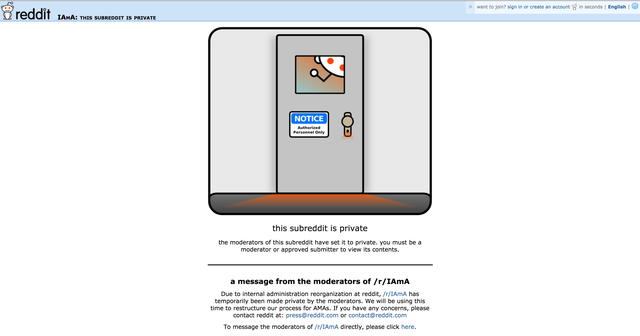 reddit IAMA: THIS SUBREDDIT IS PRIVATE
want to join? sign in or create an account in seconds | English |
NOTICE
Authorized
Personnel Only
this subreddit is private
the moderators of this subreddit have set it to private. you must be a
moderator or approved submitter to view its contents.
a message from the moderators of /r/IAmA
Due to internal administration reorganization at reddit, /r/IAmA has
temporarily been made private by the moderators. We will be using this
time to restructure our process for AMAs. If you have any concerns, please
contact reddit at: press@reddit.com or contact@reddit.com
To message the moderators of /r/IAmA directly, please click here.